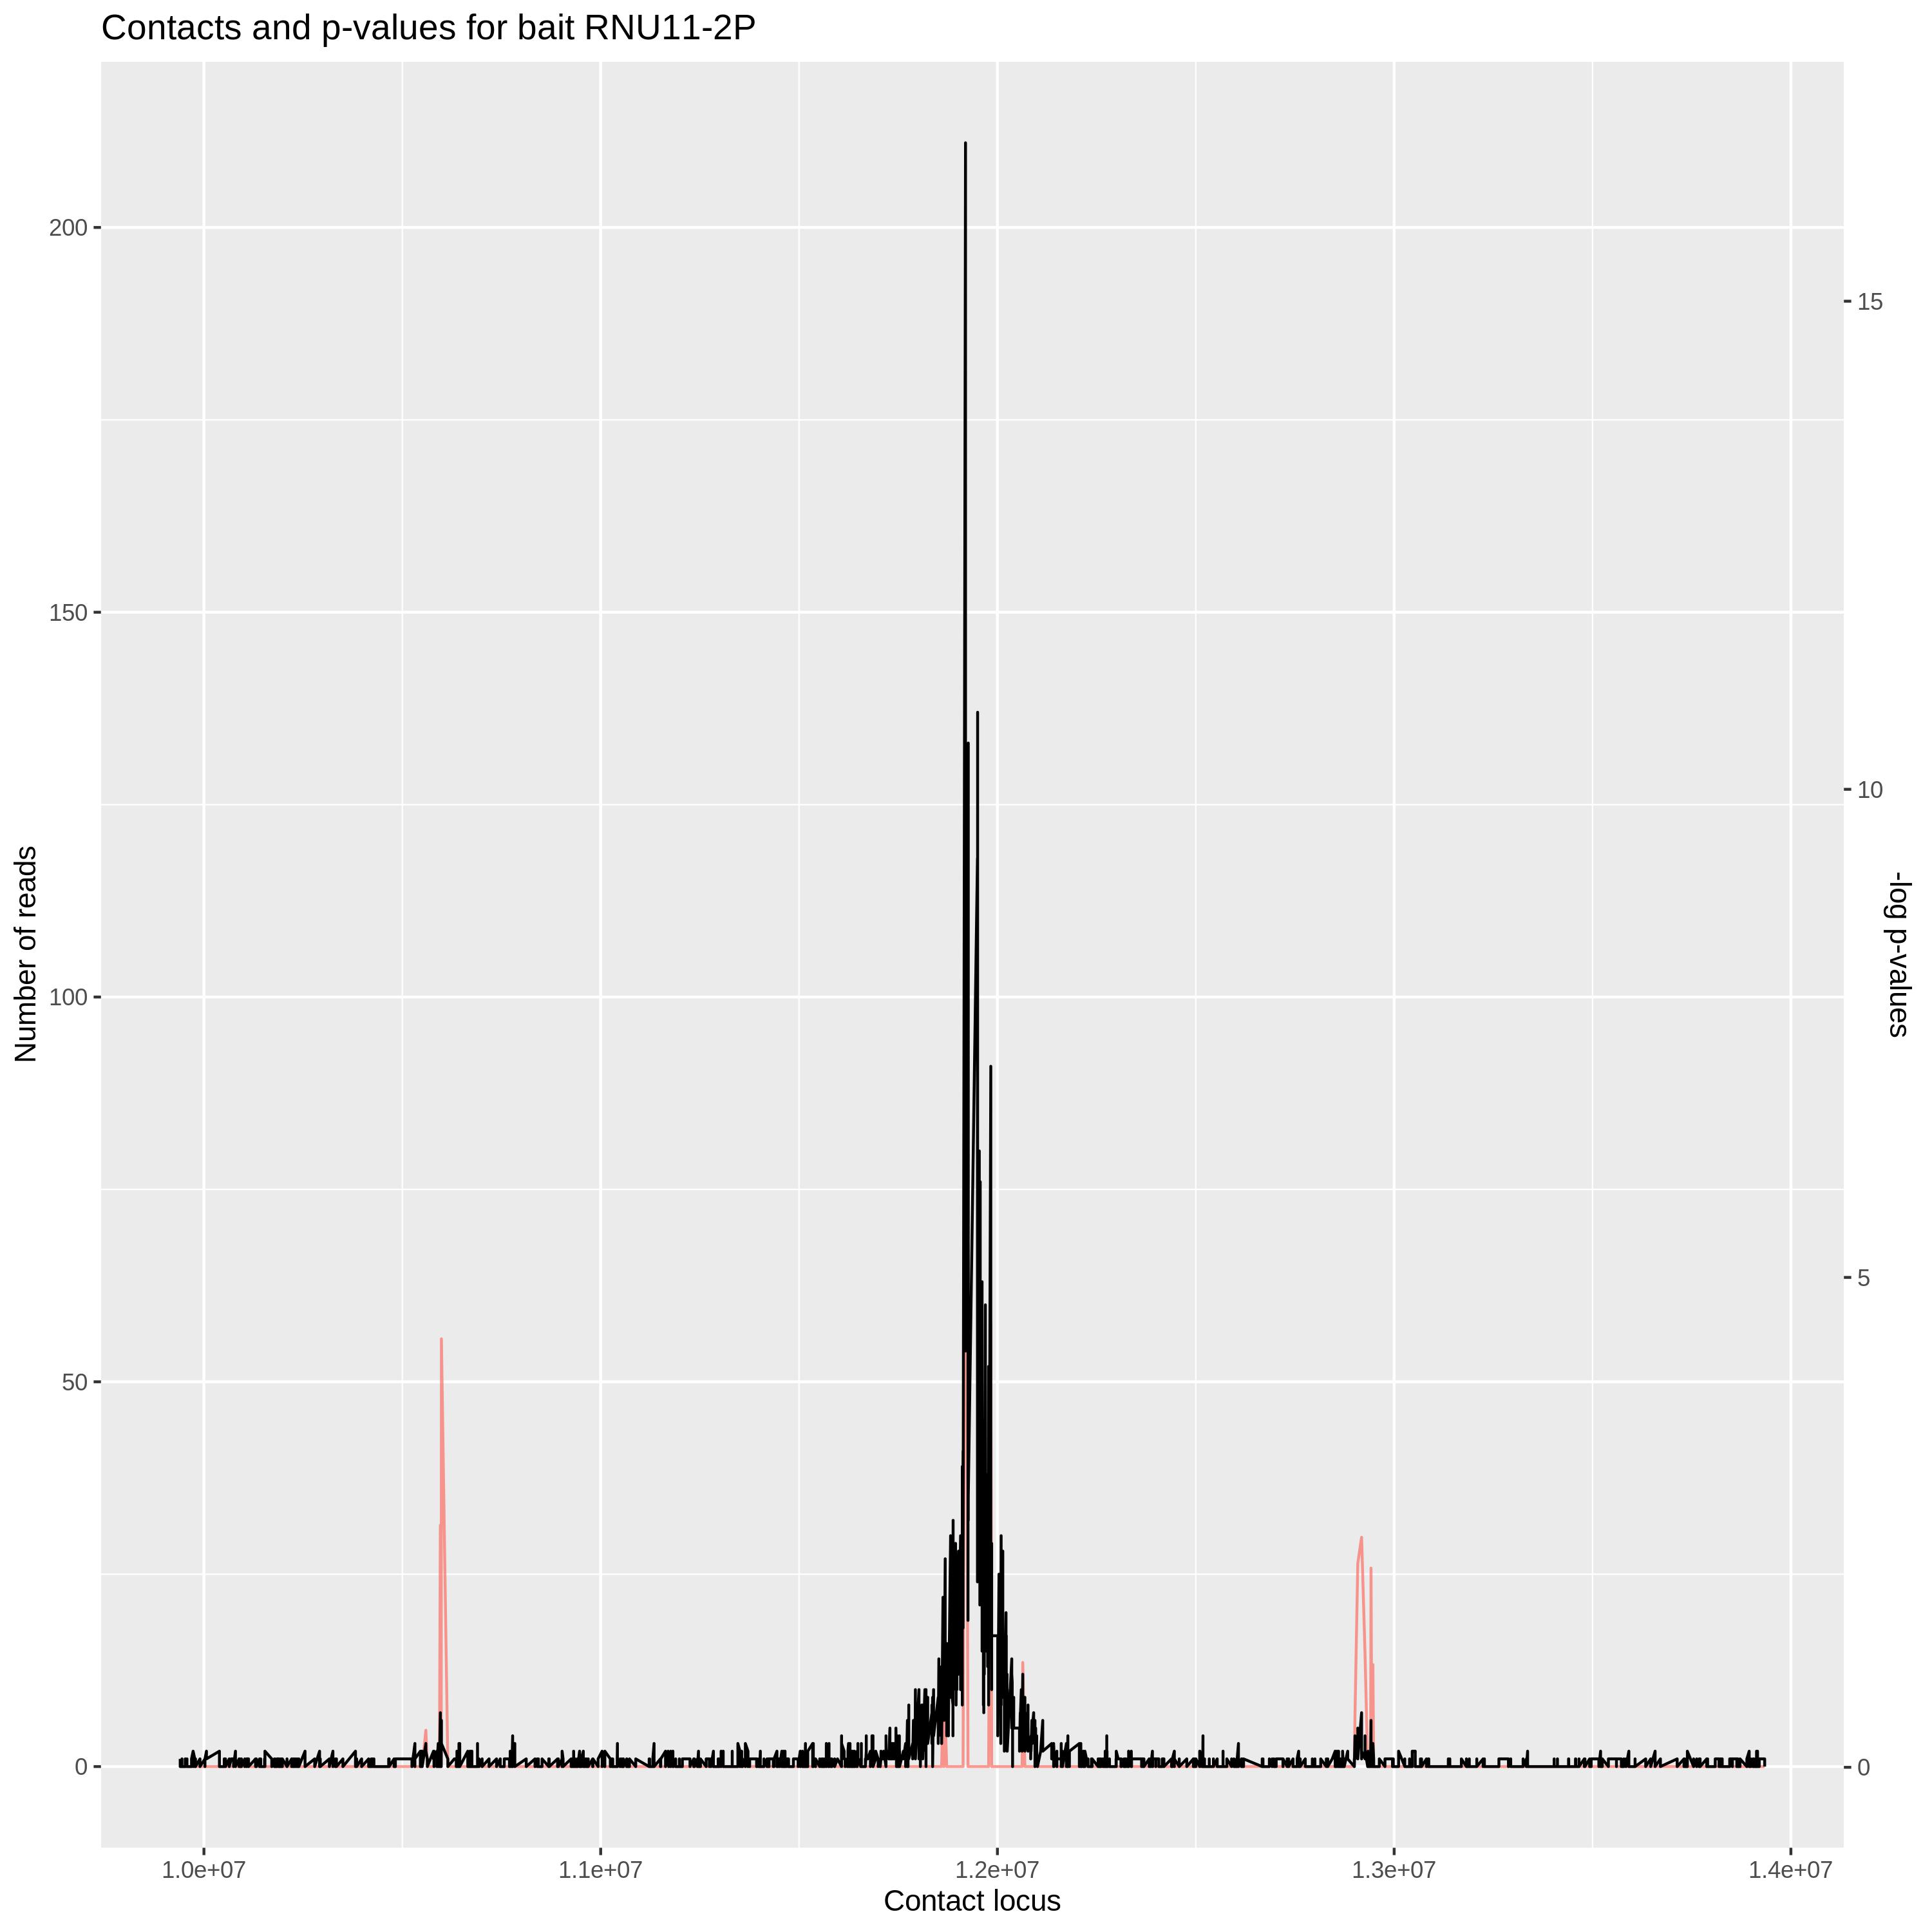 Contacts and p-values for bait RNU11-2P
200
150
100
50
0
Number of reads
15
10
5
0
-log p-values
1.0e+07
1.1e+07
1.2e+07
1.3e+07
1.4e+07
Contact locus